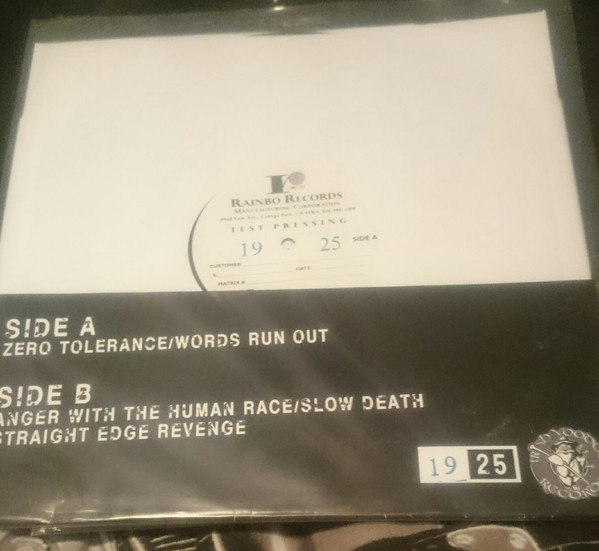 RAINBO RECORDS
MANUFACTURING CORPORATION
TEST PRESSING
19 25 SIDE A
CUSTOMER
DATE
MATRIX #
SIDE A
ZERO TOLERANCE/WORDS RUN OUT
SIDE B
ANGER WITH THE HUMAN RACE/SLOW DEATH
STRAIGHT EDGE REVENGE
19 25
RECORDS